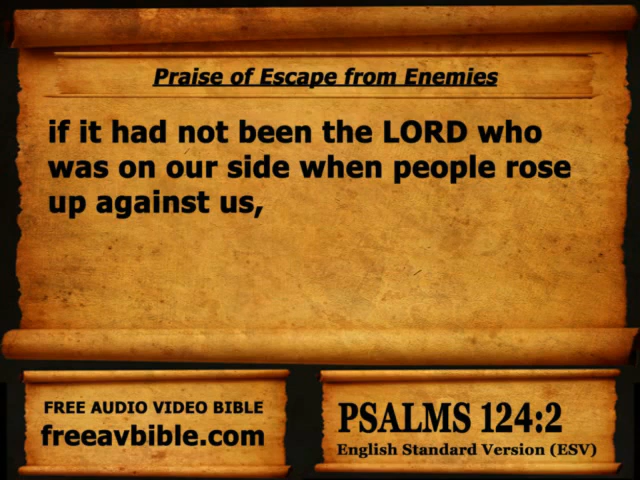 Praise of Escape from Enemies
if it had not been the LORD who
was on our side when people rose
up against us,
FREE AUDIO VIDEO BIBLE
freeavbible.com
PSALMS 124:2
English Standard Version (ESV)